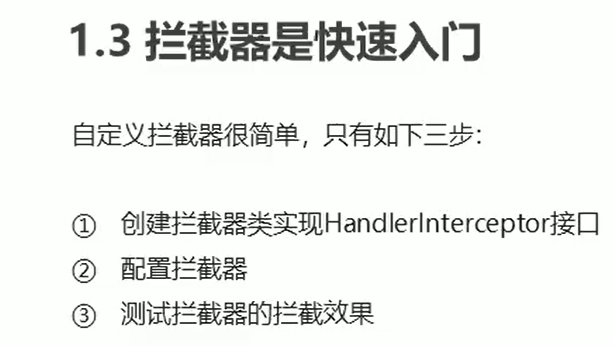 1.3 拦截器是快速入门
自定义拦截器很简单，只有如下三步：
① 创建拦截器类实现HandlerInterceptor接口
② 配置拦截器
③ 测试拦截器的拦截效果